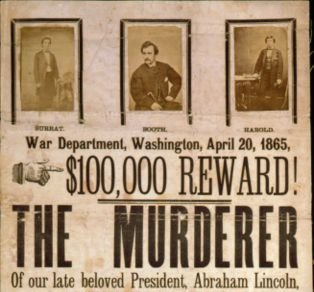 SURRAT. BOOTH. HAROLD.
War Department, Washington, April 20, 1865,
$100,000 REWARD!
THE MURDERER
Of our late beloved President, Abraham Lincoln,